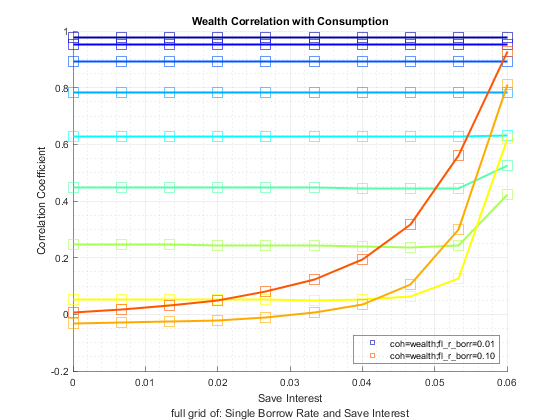 Wealth Correlation with Consumption
1
0.8
0.6
0.4
0.2
0
-0.2
Correlation Coefficient
0
0.01
0.02
0.03
0.04
0.05
0.06
coh=wealth;fl_r_borr=0.01
coh=wealth;fl_r_borr=0.10
Save Interest
full grid of: Single Borrow Rate and Save Interest